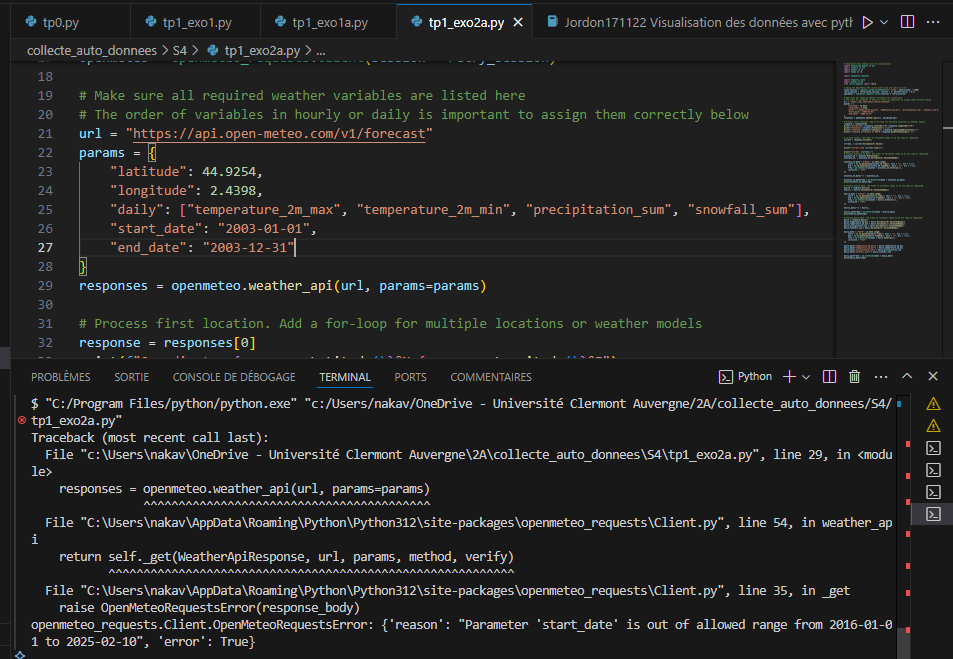 tp0.py
tp1_exo1.py
tp1_exo1a.py
tp1_exo2a.py
Jordon171122 Visualisation des données avec pyth
collecte_auto_donnees > S4 > tp1_exo2a.py > ...
18
19 # Make sure all required weather variables are listed here
20 # The order of variables in hourly or daily is important to assign them correctly below
21 url = "https://api.open-meteo.com/v1/forecast"
22 params = {
23 "latitude": 44.9254,
24 "longitude": 2.4398,
25 "daily": ["temperature_2m_max", "temperature_2m_min", "precipitation_sum", "snowfall_sum"],
26 "start_date": "2003-01-01",
27 "end_date": "2003-12-31"
28 }
29 responses = openmeteo.weather_api(url, params=params)
30
31 # Process first location. Add a for-loop for multiple locations or weather models
32 response = responses[0]
PROBLÈMES SORTIE CONSOLE DE DÉBOGAGE TERMINAL PORTS COMMENTAIRES Python
$ "C:/Program Files/python/python.exe" "c:/Users/nakav/OneDrive - Université Clermont Auvergne/2A/collecte_auto_donnees/S4/
tp1_exo2a.py"
Traceback (most recent call last):
File "c:\Users\nakav\OneDrive - Université Clermont Auvergne\2A\collecte_auto_donnees\S4\tp1_exo2a.py", line 29, in <modu
le>
responses = openmeteo.weather_api(url, params=params)
^^^^^^^^^^^^^^^^^^^^^^^^^^^^^^^^^^^^^^^^^
File "C:\Users\nakav\AppData\Roaming\Python\Python312\site-packages\openmeteo_requests\Client.py", line 54, in weather_ap
i
return self._get(WeatherApiResponse, url, params, method, verify)
^^^^^^^^^^^^^^^^^^^^^^^^^^^^^^^^^^^^^^^^^^^^^^^^^^^^^^^^^^
File "C:\Users\nakav\AppData\Roaming\Python\Python312\site-packages\openmeteo_requests\Client.py", line 35, in _get
raise OpenMeteoRequestsError(response_body)
openmeteo_requests.Client.OpenMeteoRequestsError: {'reason': "Parameter 'start_date' is out of allowed range from 2016-01-0
1 to 2025-02-10", 'error': True}